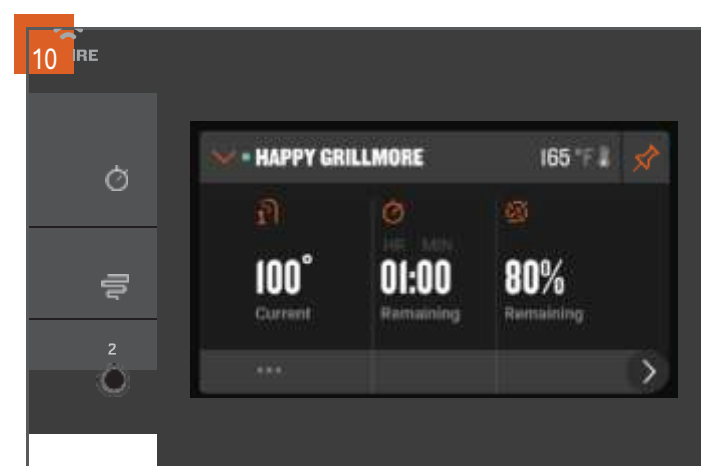 10
IRE
HAPPY GRILLMORE 165 °F
HR MIN
100° 01:00 80%
Current Remaining Remaining
2